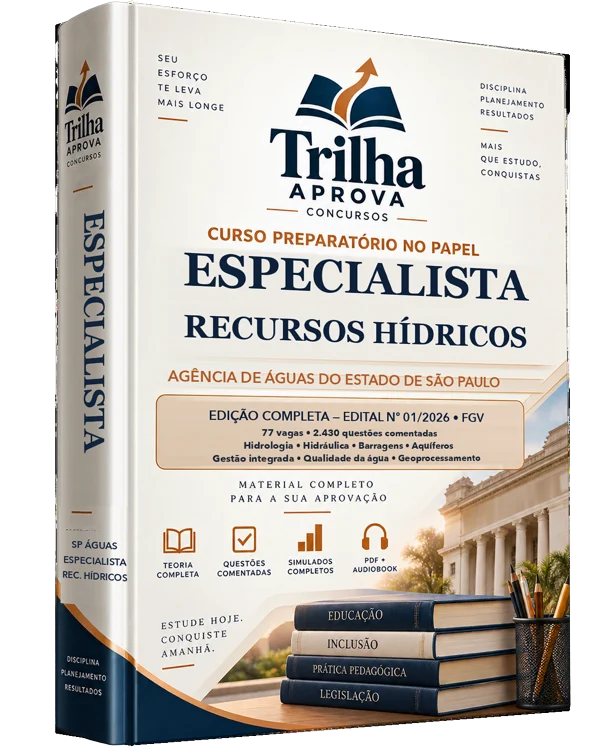 SEU
ESFORÇO
TE LEVA
MAIS LONGE
DISCIPLINA
PLANEJAMENTO
RESULTADOS
MAIS
QUE ESTUDO,
CONQUISTAS
Trilha
APROVA
CONCURSOS
CURSO PREPARATÓRIO NO PAPEL
ESPECIALISTA
RECURSOS HÍDRICOS
AGÊNCIA DE ÁGUAS DO ESTADO DE SÃO PAULO
EDIÇÃO COMPLETA – EDITAL Nº 01/2026 • FGV
77 vagas • 2.430 questões comentadas
Hidrologia • Hidráulica • Barragens • Aquíferos
Gestão integrada • Qualidade da água • Geoprocessamento
MATERIAL COMPLETO
PARA A SUA APROVAÇÃO
TEORIA
COMPLETA
QUESTÕES
COMENTADAS
SIMULADOS
COMPLETOS
PDF +
AUDIOBOOK
ESTUDE HOJE.
CONQUISTE
AMANHÃ.
EDUCAÇÃO
INCLUSÃO
PRÁTICA PEDAGÓGICA
LEGISLAÇÃO
Trilha
APROVA
CONCURSOS
ESPECIALISTA
SP ÁGUAS
ESPECIALISTA
REC. HÍDRICOS
DISCIPLINA
PLANEJAMENTO
RESULTADOS